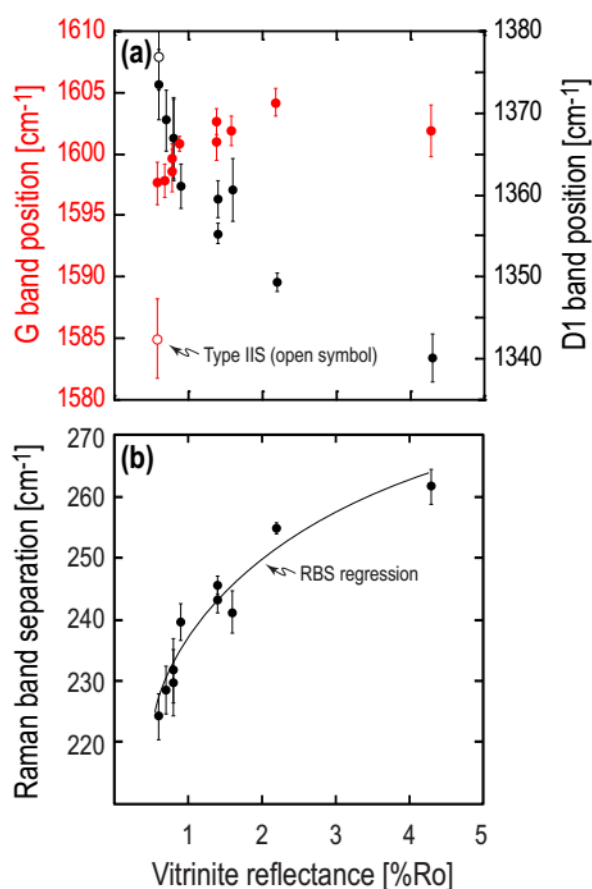 (a)
G band position [cm-1]
1610
1605
1600
1595
1590
1585
1580
D1 band position [cm-1]
1380
1370
1360
1350
1340
Type IIS (open symbol)
(b)
Raman band separation [cm-1]
270
260
250
240
230
220
RBS regression
1 2 3 4 5
Vitrinite reflectance [%Ro]